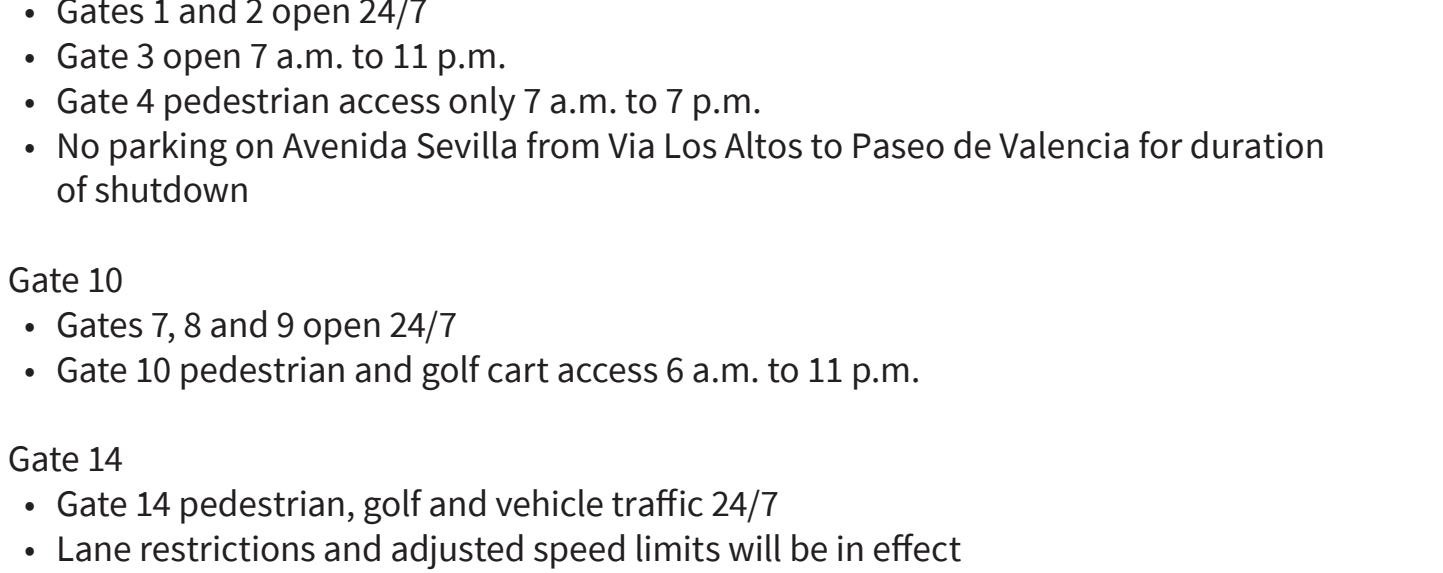 • Gates 1 and 2 open 24/7
• Gate 3 open 7 a.m. to 11 p.m.
• Gate 4 pedestrian access only 7 a.m. to 7 p.m.
• No parking on Avenida Sevilla from Via Los Altos to Paseo de Valencia for duration
of shutdown
Gate 10
• Gates 7, 8 and 9 open 24/7
• Gate 10 pedestrian and golf cart access 6 a.m. to 11 p.m.
Gate 14
• Gate 14 pedestrian, golf and vehicle traffic 24/7
• Lane restrictions and adjusted speed limits will be in effect